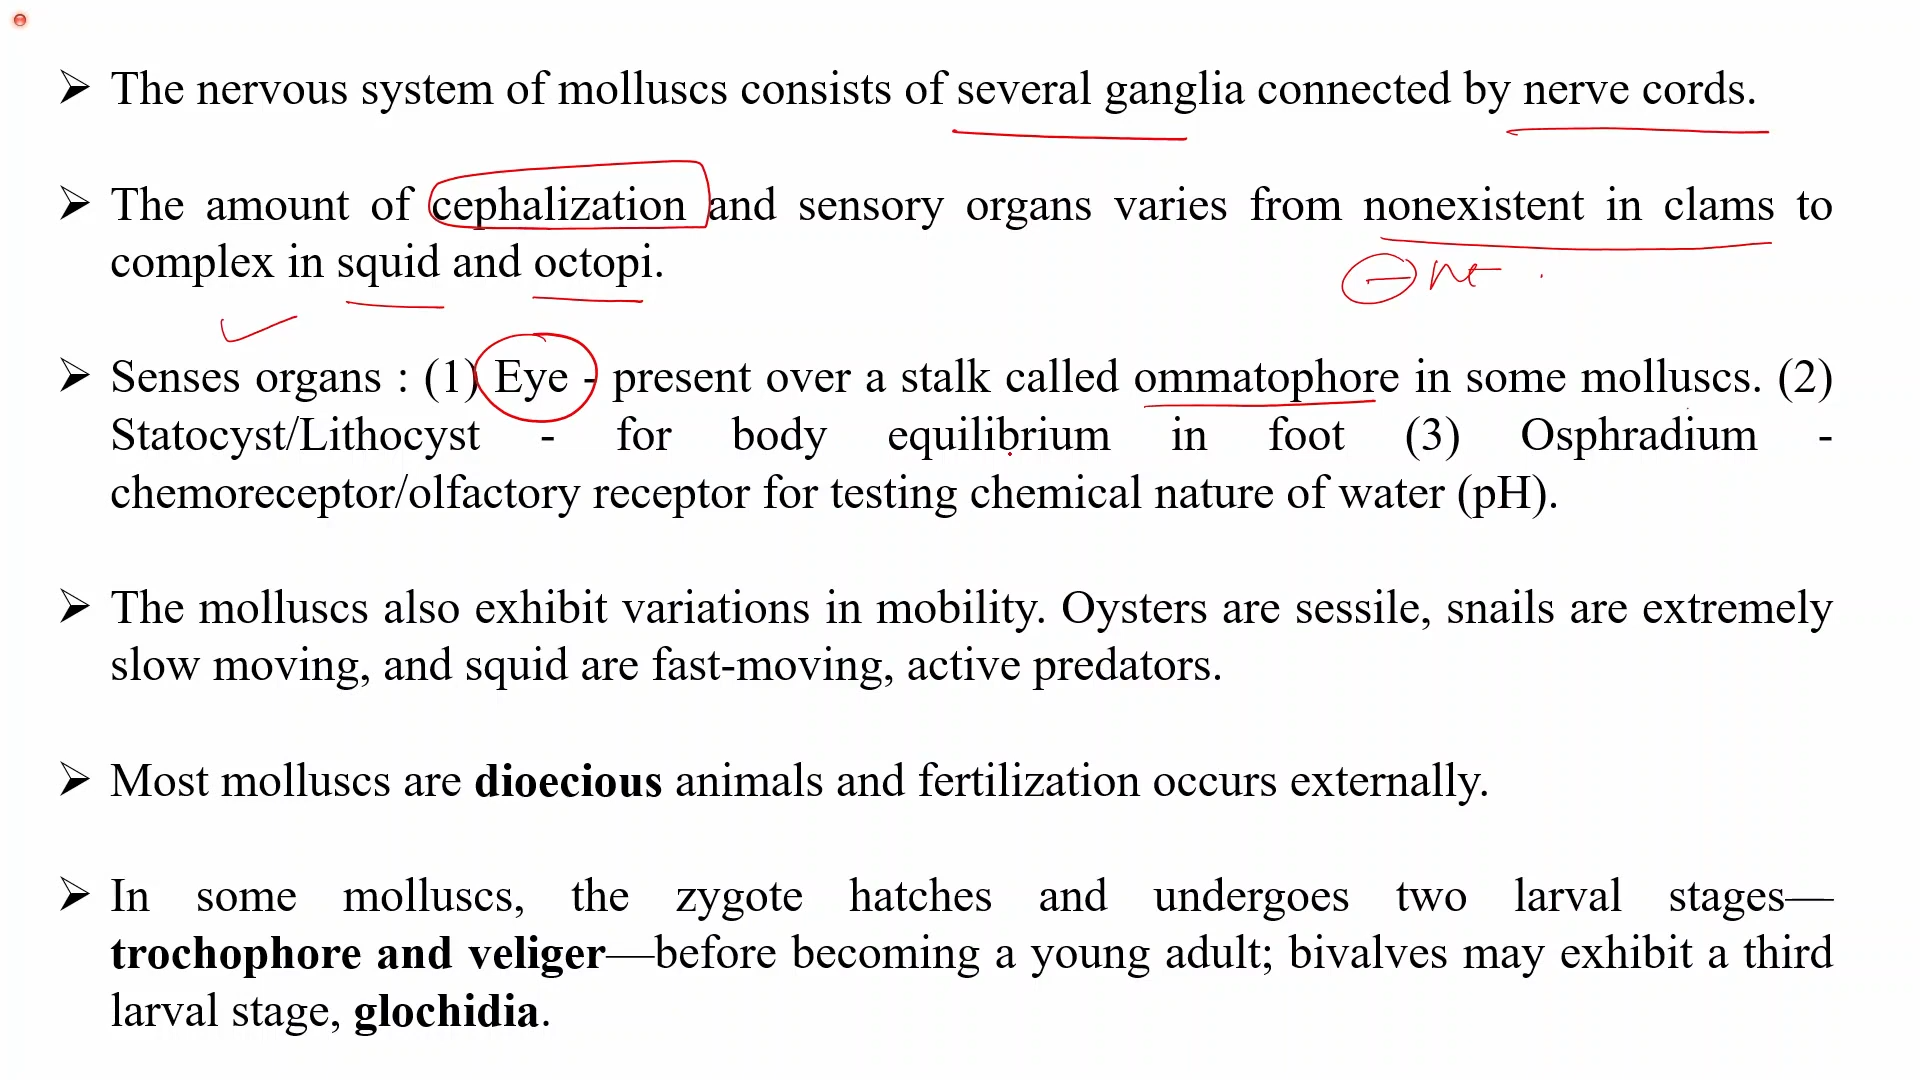 ➢ The nervous system of molluscs consists of several ganglia connected by nerve cords.
➢ The amount of cephalization and sensory organs varies from nonexistent in clams to
complex in squid and octopi.
➢ Senses organs : (1) Eye - present over a stalk called ommatophore in some molluscs. (2)
Statocyst/Lithocyst - for body equilibrium in foot (3) Osphradium -
chemoreceptor/olfactory receptor for testing chemical nature of water (pH).
➢ The molluscs also exhibit variations in mobility. Oysters are sessile, snails are extremely
slow moving, and squid are fast-moving, active predators.
➢ Most molluscs are dioecious animals and fertilization occurs externally.
➢ In some molluscs, the zygote hatches and undergoes two larval stages—
trochophore and veliger—before becoming a young adult; bivalves may exhibit a third
larval stage, glochidia.